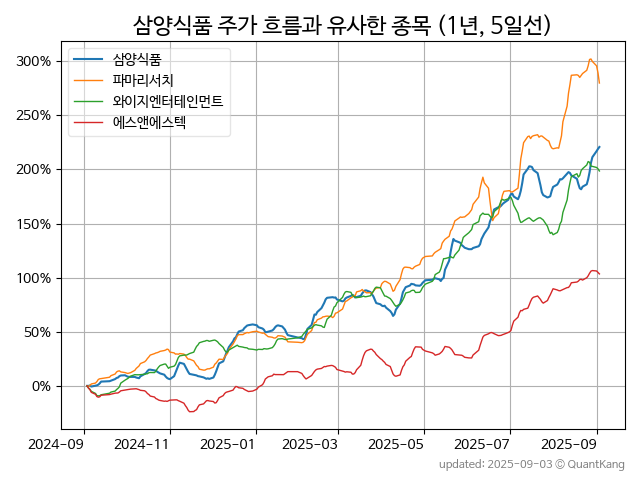 삼양식품 주가 흐름과 유사한 종목 (1년, 5일선)
삼양식품
파마리서치
와이지엔터테인먼트
에스앤에스텍
300%
250%
200%
150%
100%
50%
0%
2024-09 2024-11 2025-01 2025-03 2025-05 2025-07 2025-09
updated: 2025-09-03 © QuantKang